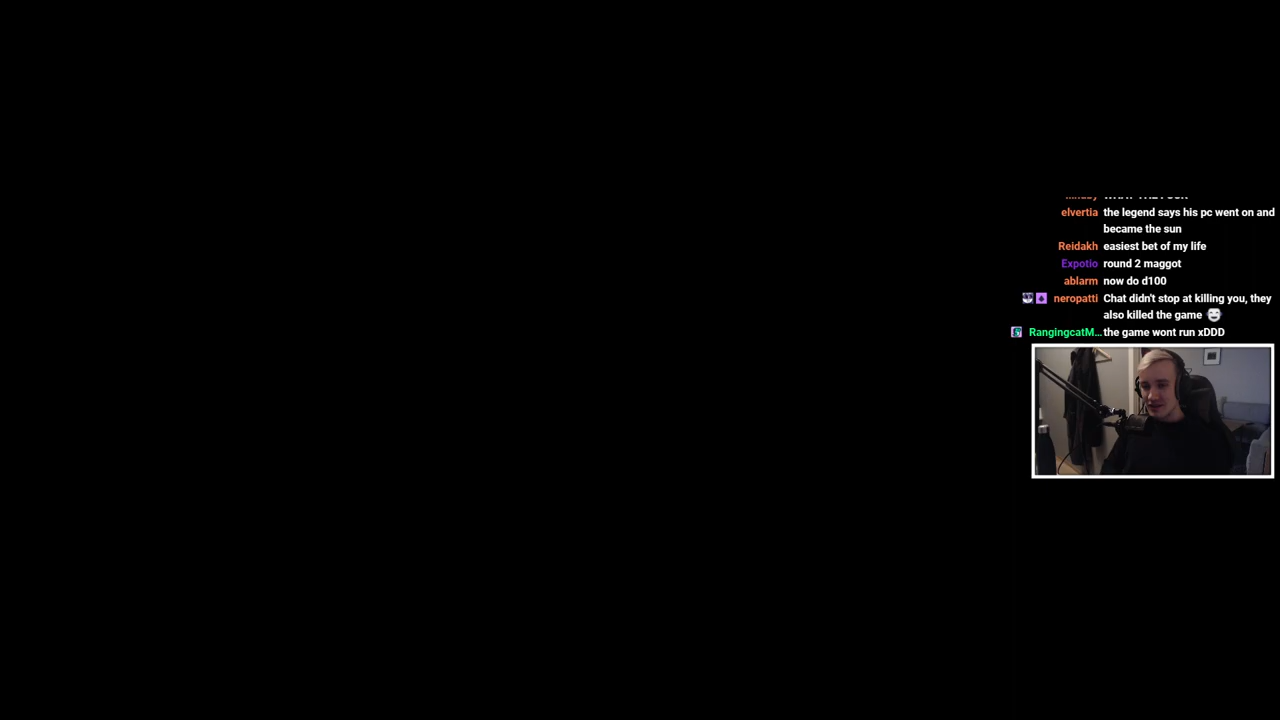 elvertia the legend says his pc went on and
became the sun
Reidakh easiest bet of my life
Expotio round 2 maggot
ablarm now do d100
neropatti Chat didn't stop at killing you, they
also killed the game
RangingcatM... the game wont run xDDD